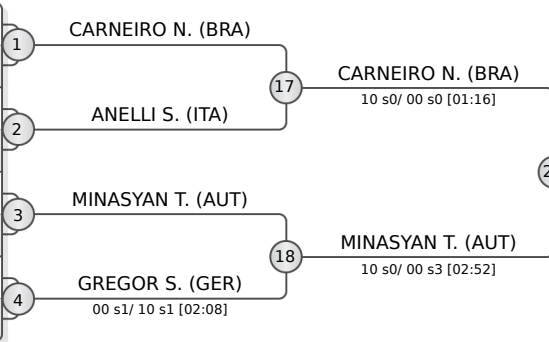 CARNEIRO N. (BRA)
1
17
CARNEIRO N. (BRA)
10 s0/ 00 s0 [01:16]
ANELLI S. (ITA)
2
MINASYAN T. (AUT)
3
18
MINASYAN T. (AUT)
10 s0/ 00 s3 [02:52]
GREGOR S. (GER)
4
00 s1/ 10 s1 [02:08]